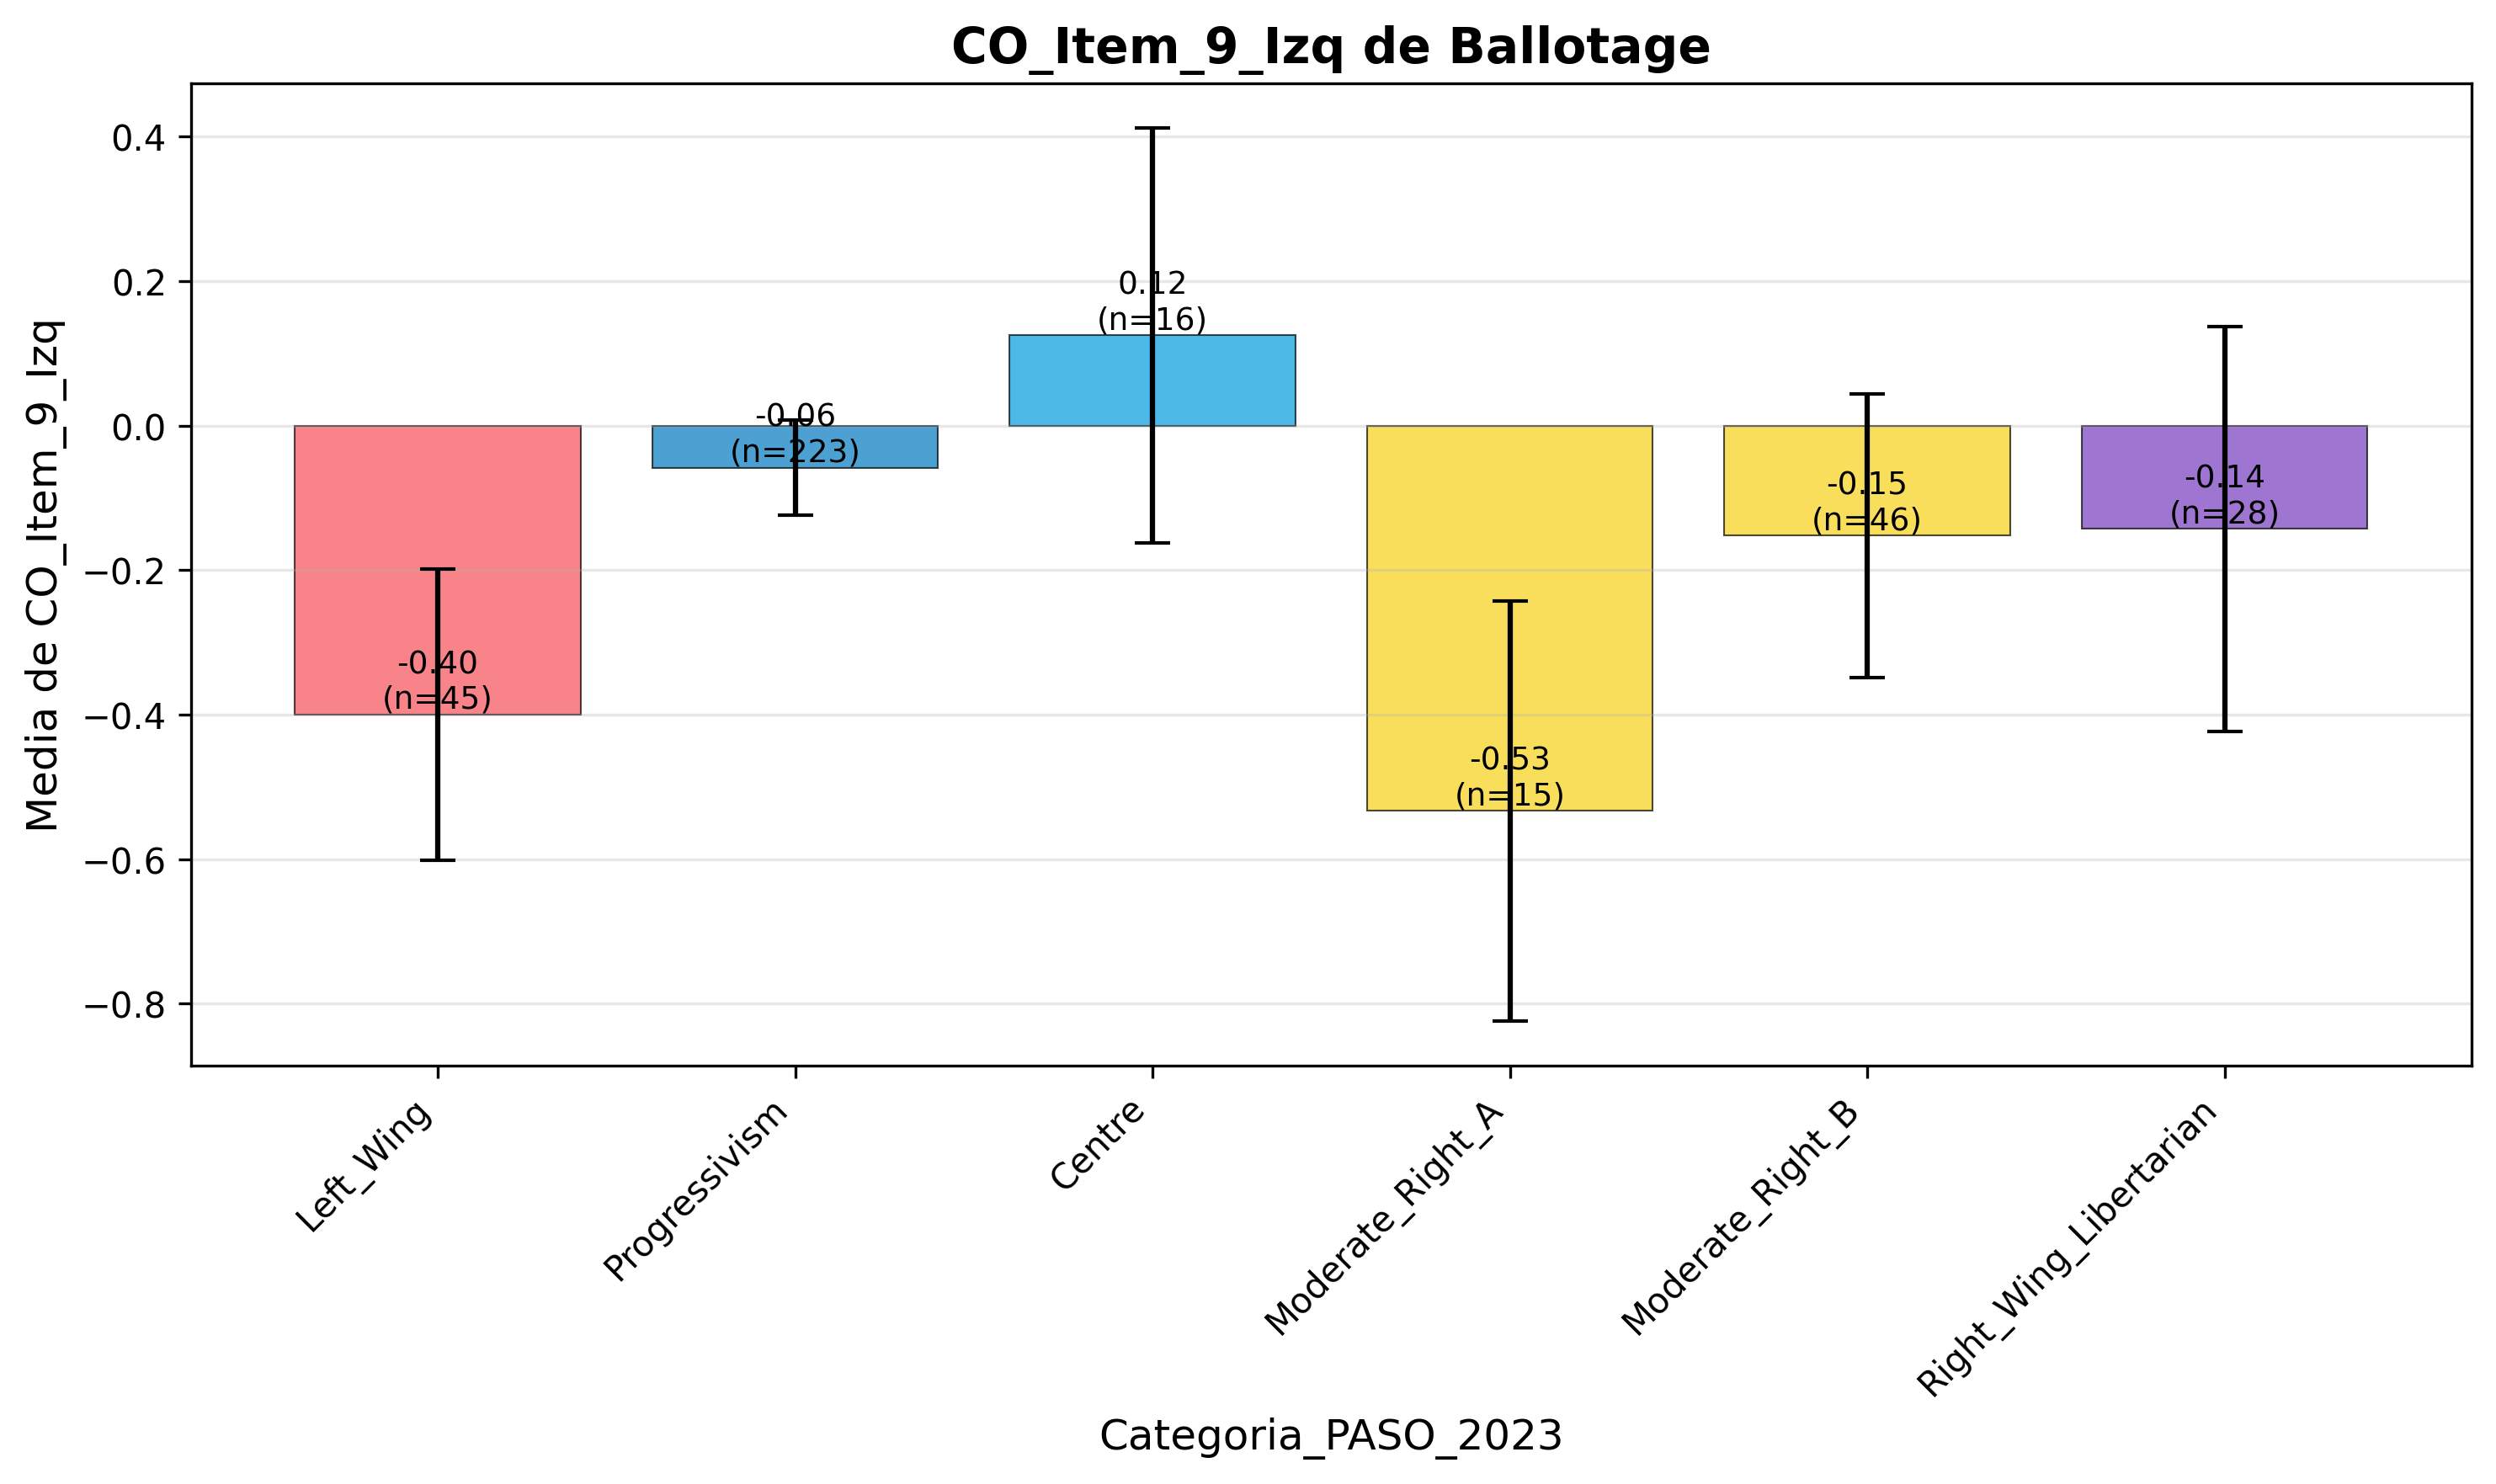 CO_Item_9_Izq de Ballotage
Media de CO_Item_9_Izq
0.4
0.2
0.0
−0.2
−0.4
−0.6
−0.8
-0.40
(n=45)
-0.06
(n=223)
0.12
(n=16)
-0.53
(n=15)
-0.15
(n=46)
-0.14
(n=28)
Left_Wing
Progressivism
Centre
Moderate_Right_A
Moderate_Right_B
Right_Wing_Libertarian
Categoria_PASO_2023